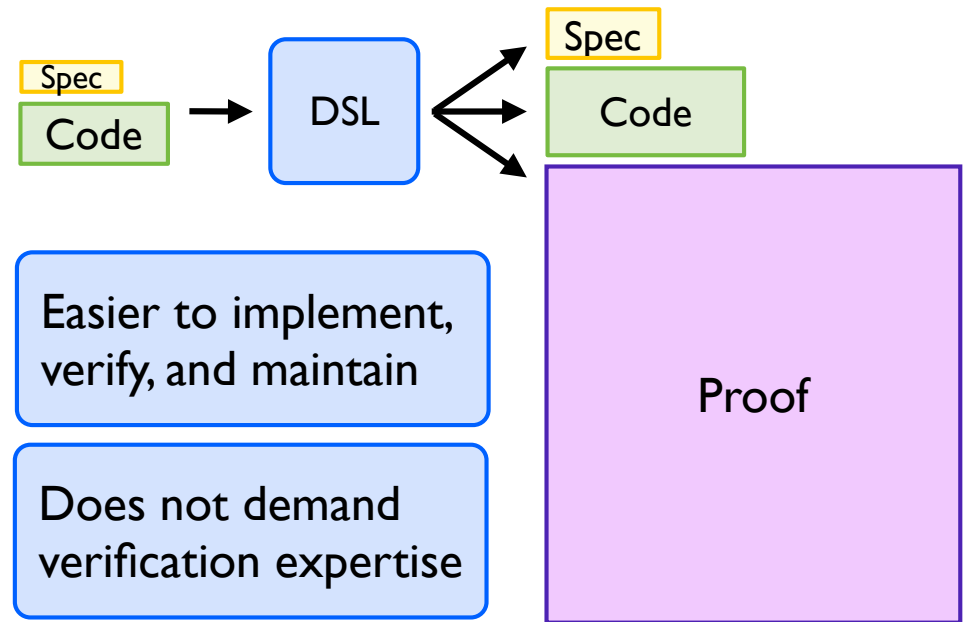 Spec
Code
DSL
Spec
Code
Proof
Easier to implement,
verify, and maintain
Does not demand
verification expertise